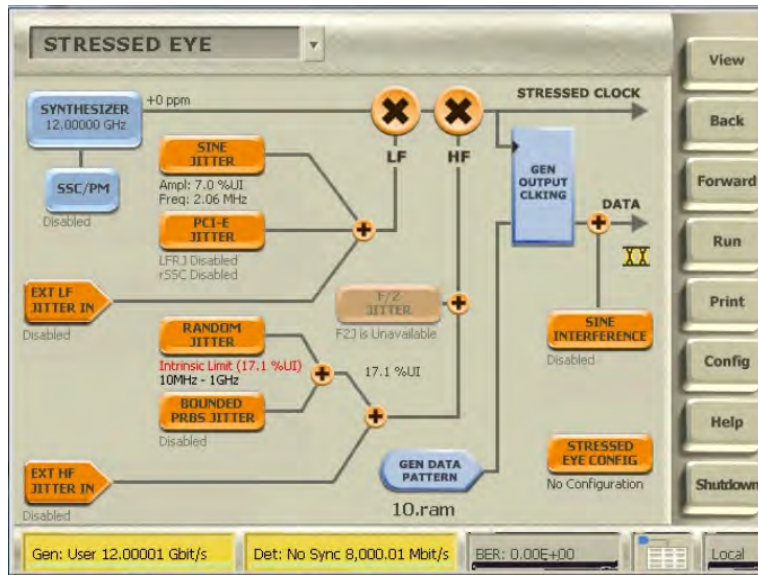 STRESSED EYE
View
Back
Forward
Run
Print
Config
Help
Shutdown
SYNTHESIZER
12.00000 GHz
+0 ppm
STRESSED CLOCK
SSC/PM
Disabled
SINE
JITTER
Ampl: 7.0 %UI
Freq: 2.06 MHz
LF
HF
GEN
OUTPUT
CLKING
DATA
PCI-E
JITTER
LFRJ Disabled
rSSC Disabled
EXT LF
JITTER IN
Disabled
F/2
JITTER
F2J is Unavailable
SINE
INTERFERENCE
Disabled
RANDOM
JITTER
Intrinsic Limit (17.1 %UI)
10MHz - 1GHz
17.1 %UI
BOUNDED
PRBS JITTER
Disabled
EXT HF
JITTER IN
Disabled
GEN DATA
PATTERN
10.ram
STRESSED
EYE CONFIG
No Configuration
Gen: User 12.00001 Gbit/s
Det: No Sync 8,000.01 Mbit/s
BER: 0.00E+00
Local